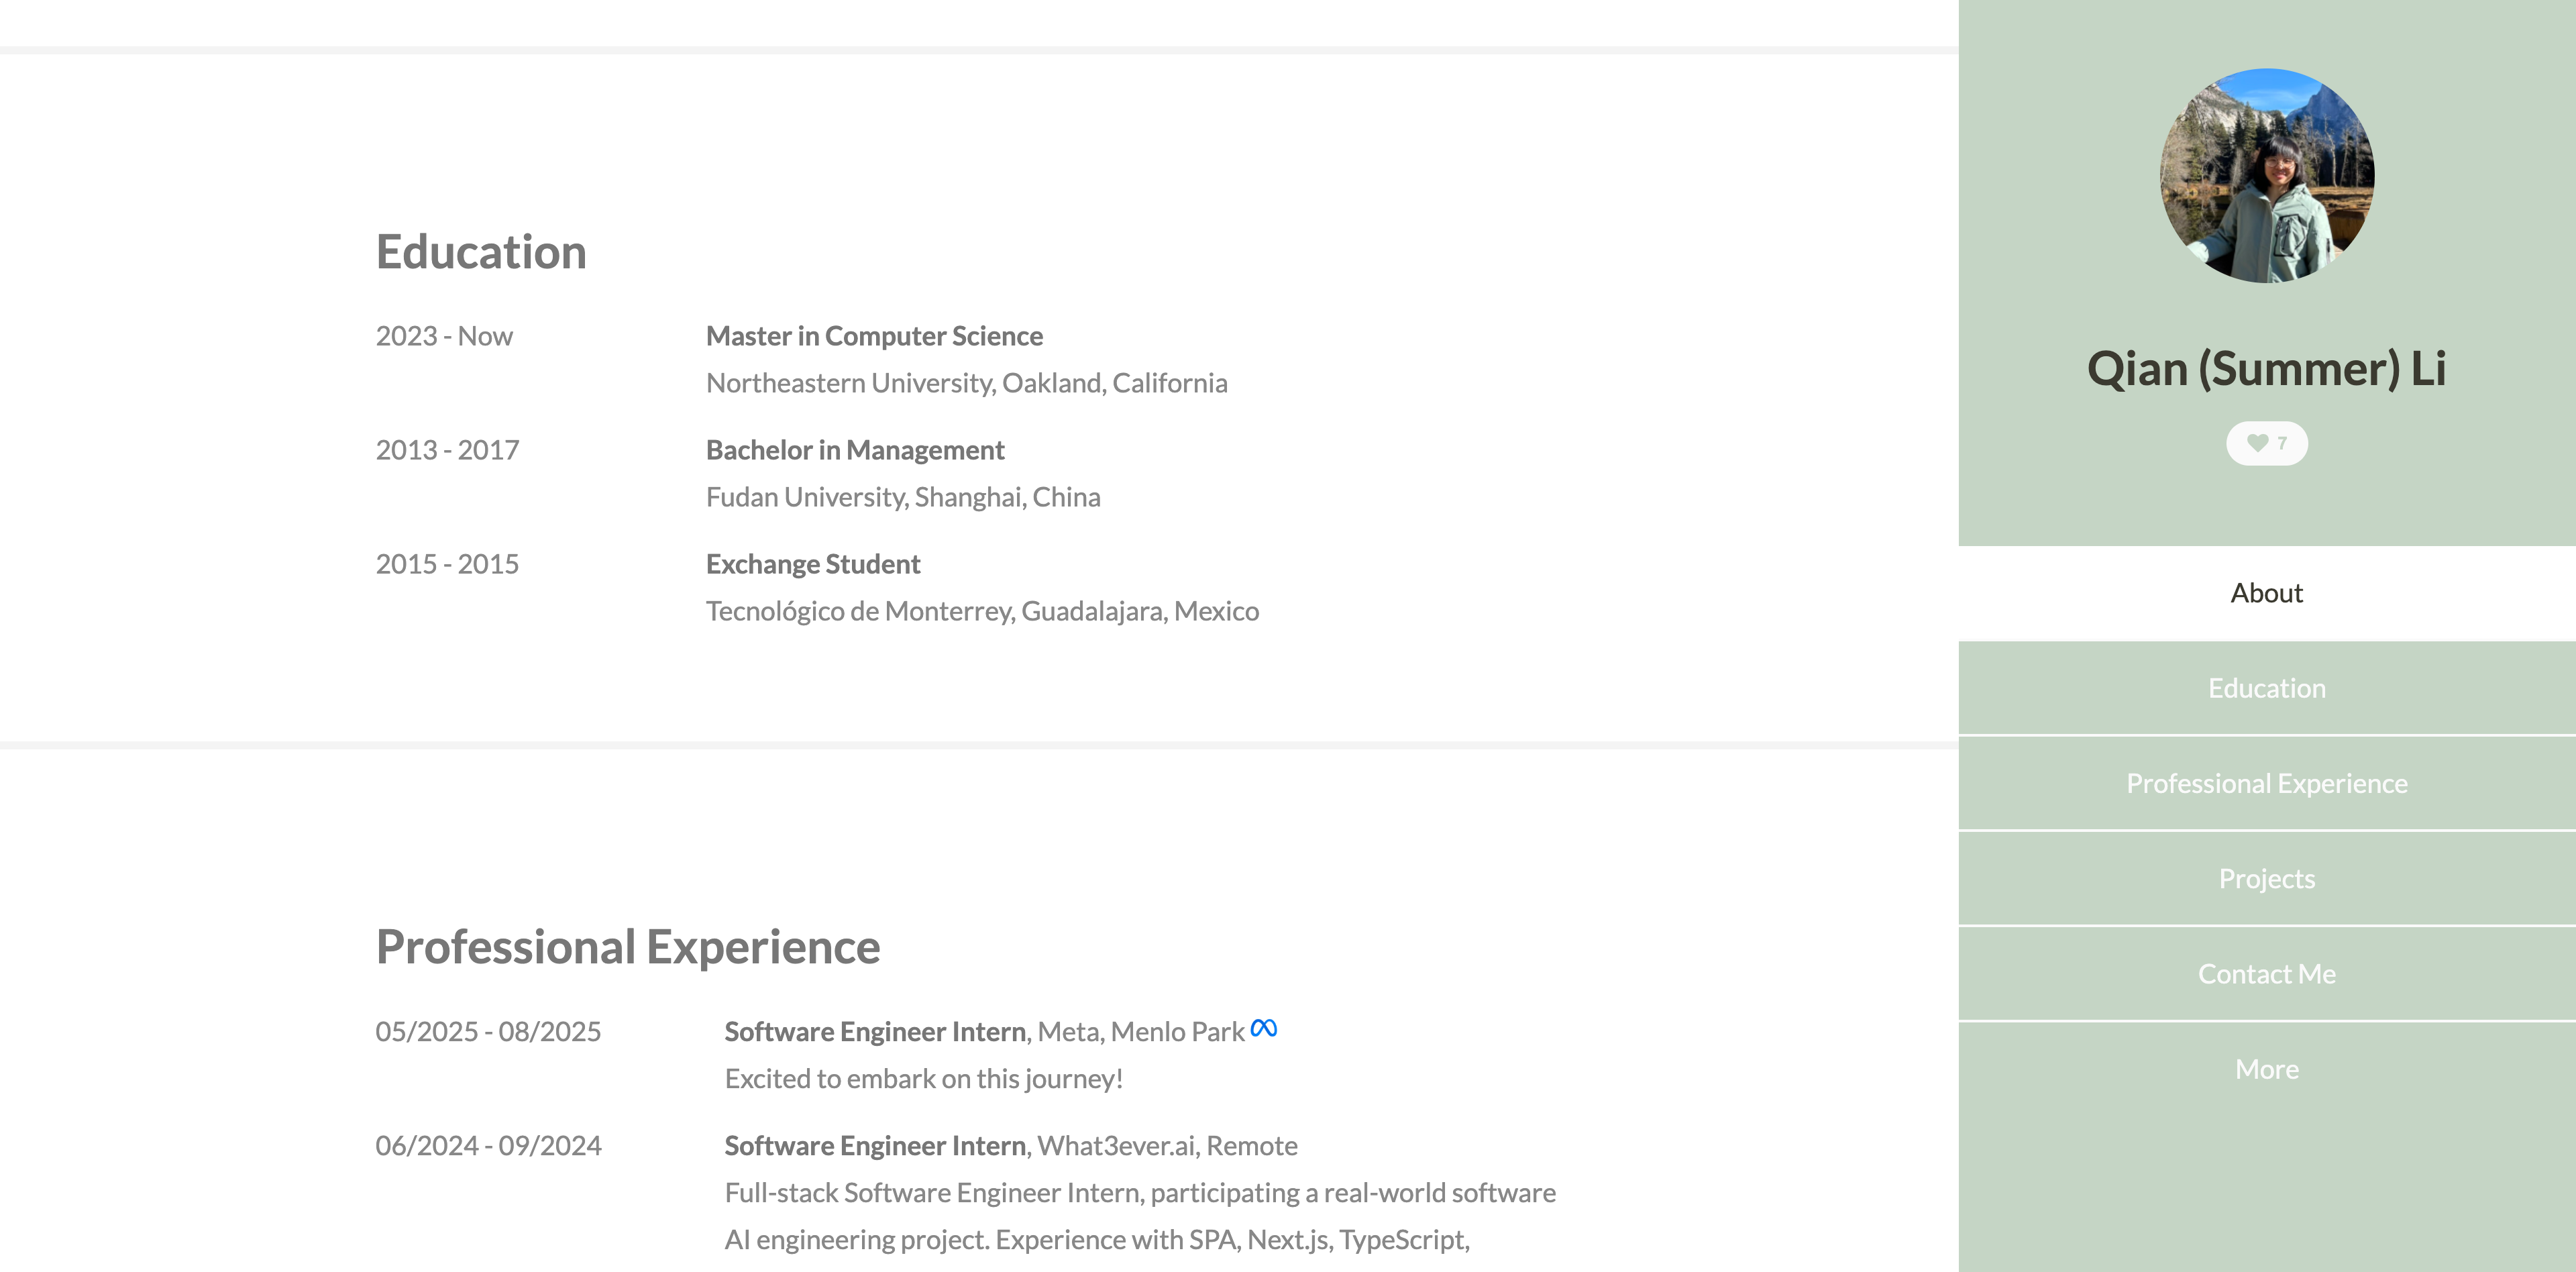 Education
2023 - Now
Master in Computer Science
Northeastern University, Oakland, California
2013 - 2017
Bachelor in Management
Fudan University, Shanghai, China
2015 - 2015
Exchange Student
Tecnológico de Monterrey, Guadalajara, Mexico
Professional Experience
05/2025 - 08/2025
Software Engineer Intern, Meta, Menlo Park
Excited to embark on this journey!
06/2024 - 09/2024
Software Engineer Intern, What3ever.ai, Remote
Full-stack Software Engineer Intern, participating a real-world software
AI engineering project. Experience with SPA, Next.js, TypeScript,
Qian (Summer) Li
7
About
Education
Professional Experience
Projects
Contact Me
More